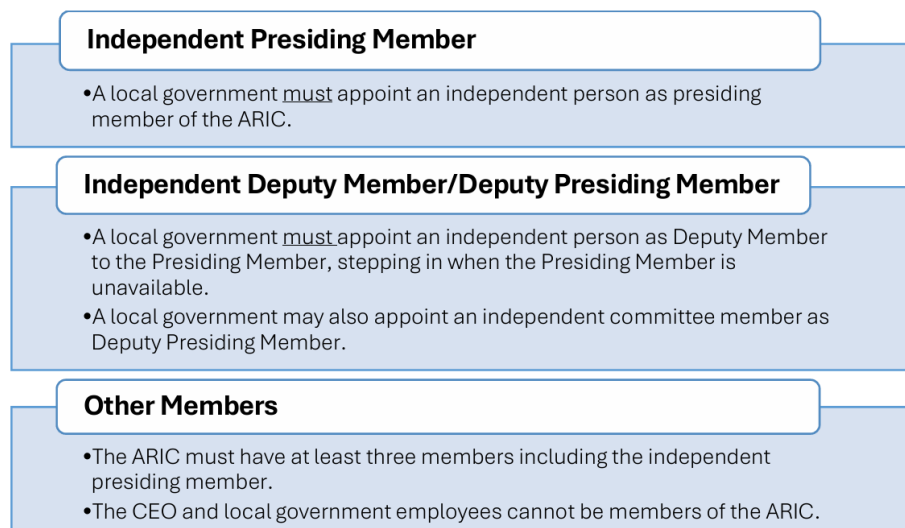 Independent Presiding Member
•A local government must appoint an independent person as presiding
member of the ARIC.
Independent Deputy Member/Deputy Presiding Member
•A local government must appoint an independent person as Deputy Member
to the Presiding Member, stepping in when the Presiding Member is
unavailable.
•A local government may also appoint an independent committee member as
Deputy Presiding Member.
Other Members
•The ARIC must have at least three members including the independent
presiding member.
•The CEO and local government employees cannot be members of the ARIC.